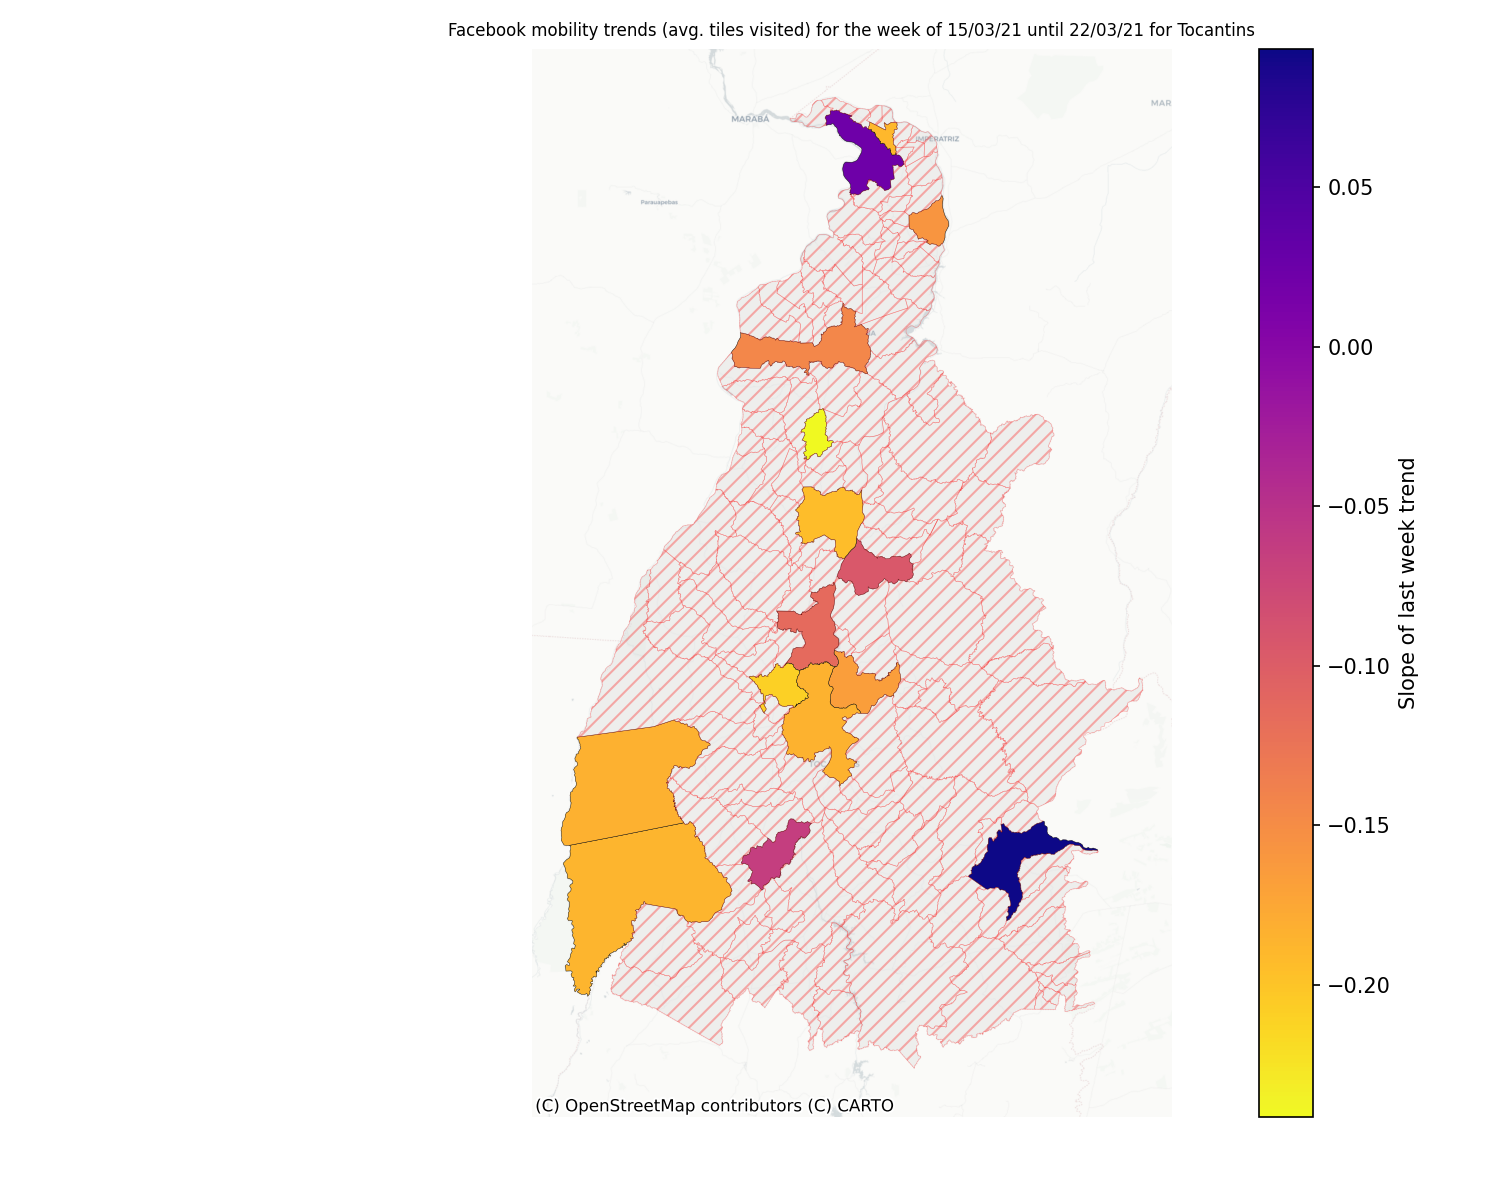 Facebook mobility trends (avg. tiles visited) for the week of 15/03/21 until 22/03/21 for Tocantins
MAR
MARABÁ
IMPERATRIZ
Parauapebas
0.05
0.00
−0.05
−0.10
−0.15
−0.20
Slope of last week trend
(C) OpenStreetMap contributors (C) CARTO